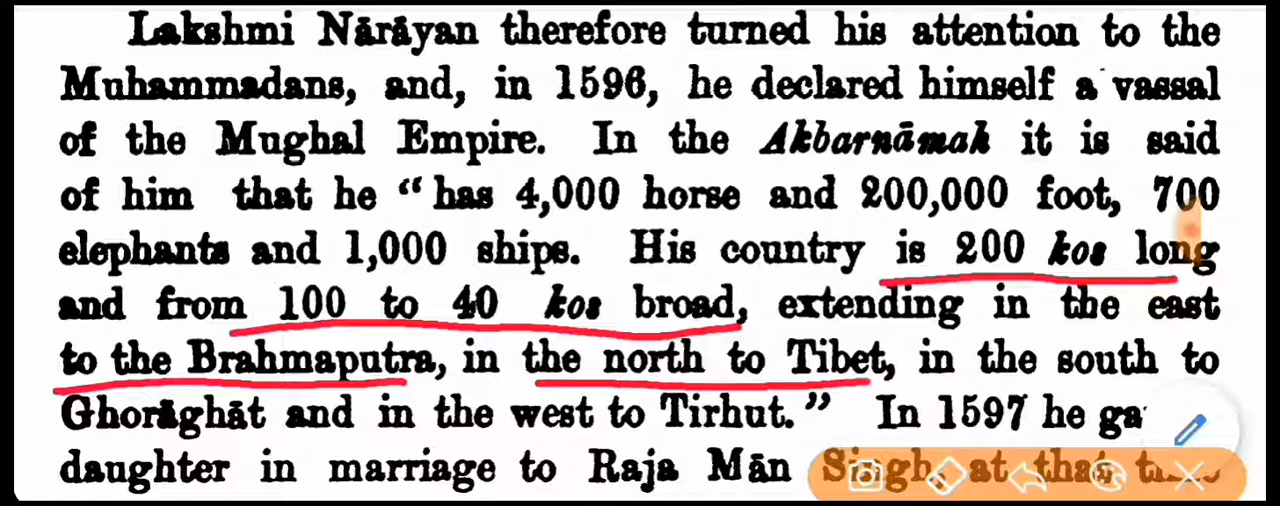 Lakshmi Nārāyan therefore turned his attention to the
Muhammadans, and, in 1596, he declared himself a vassal
of the Mughal Empire. In the Akbarnāmah it is said
of him that he “has 4,000 horse and 200,000 foot, 700
elephants and 1,000 ships. His country is 200 kos long
and from 100 to 40 kos broad, extending in the east
to the Brahmaputra, in the north to Tibet, in the south to
Ghorāghāt and in the west to Tirhut.” In 1597 he
daughter in marriage to Raja Mān Singh, at that